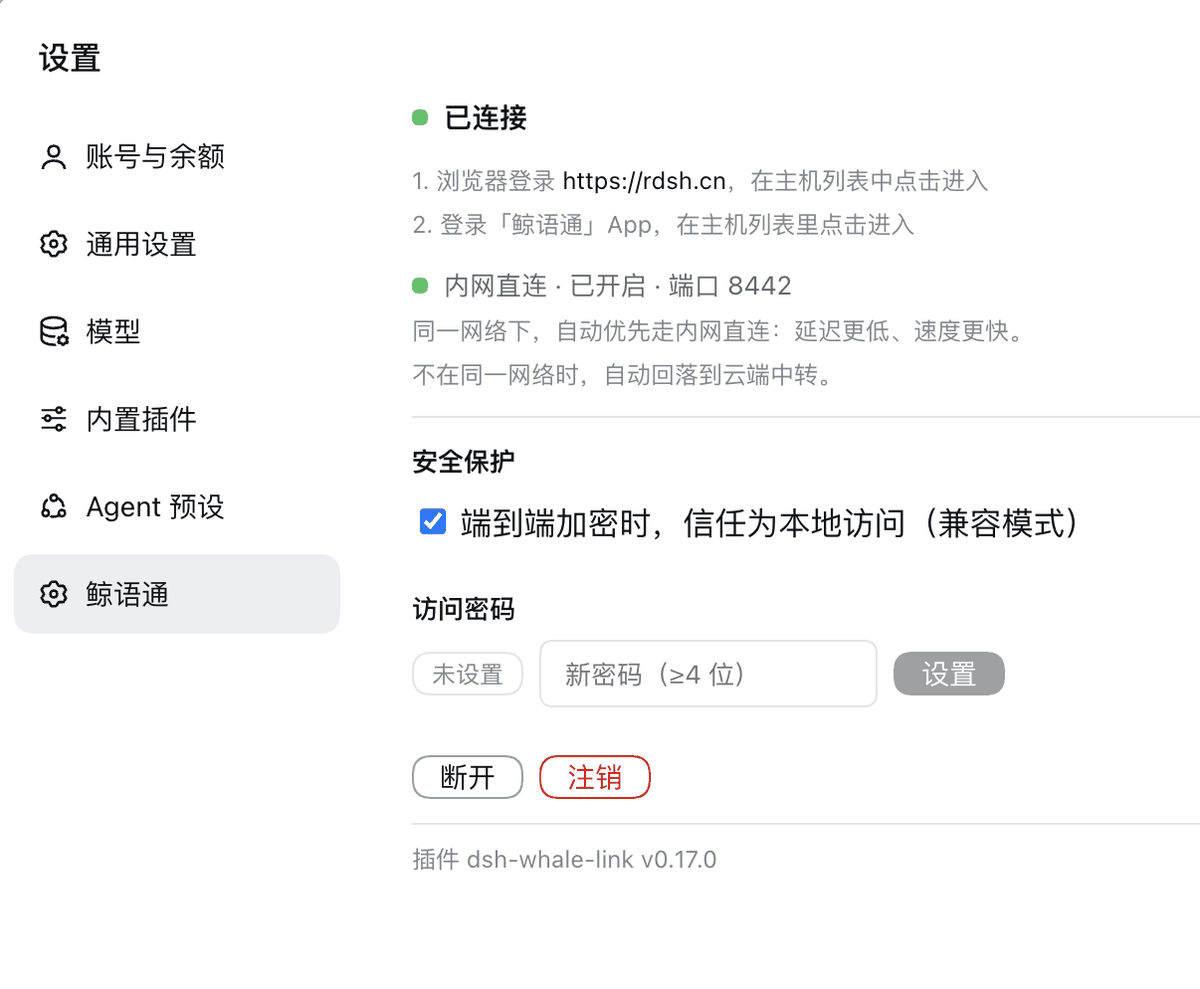 设置
账号与余额
通用设置
模型
内置插件
Agent 预设
鲸语通
已连接
1. 浏览器登录 https://rdsh.cn，在主机列表中点击进入
2. 登录「鲸语通」App，在主机列表里点击进入
内网直连 · 已开启 · 端口 8442
同一网络下，自动优先走内网直连：延迟更低、速度更快。
不在同一网络时，自动回落到云端中转。
安全保护
端到端加密时，信任为本地访问（兼容模式）
访问密码
未设置 新密码（≥4 位） 设置
断开 注销
插件 dsh-whale-link v0.17.0